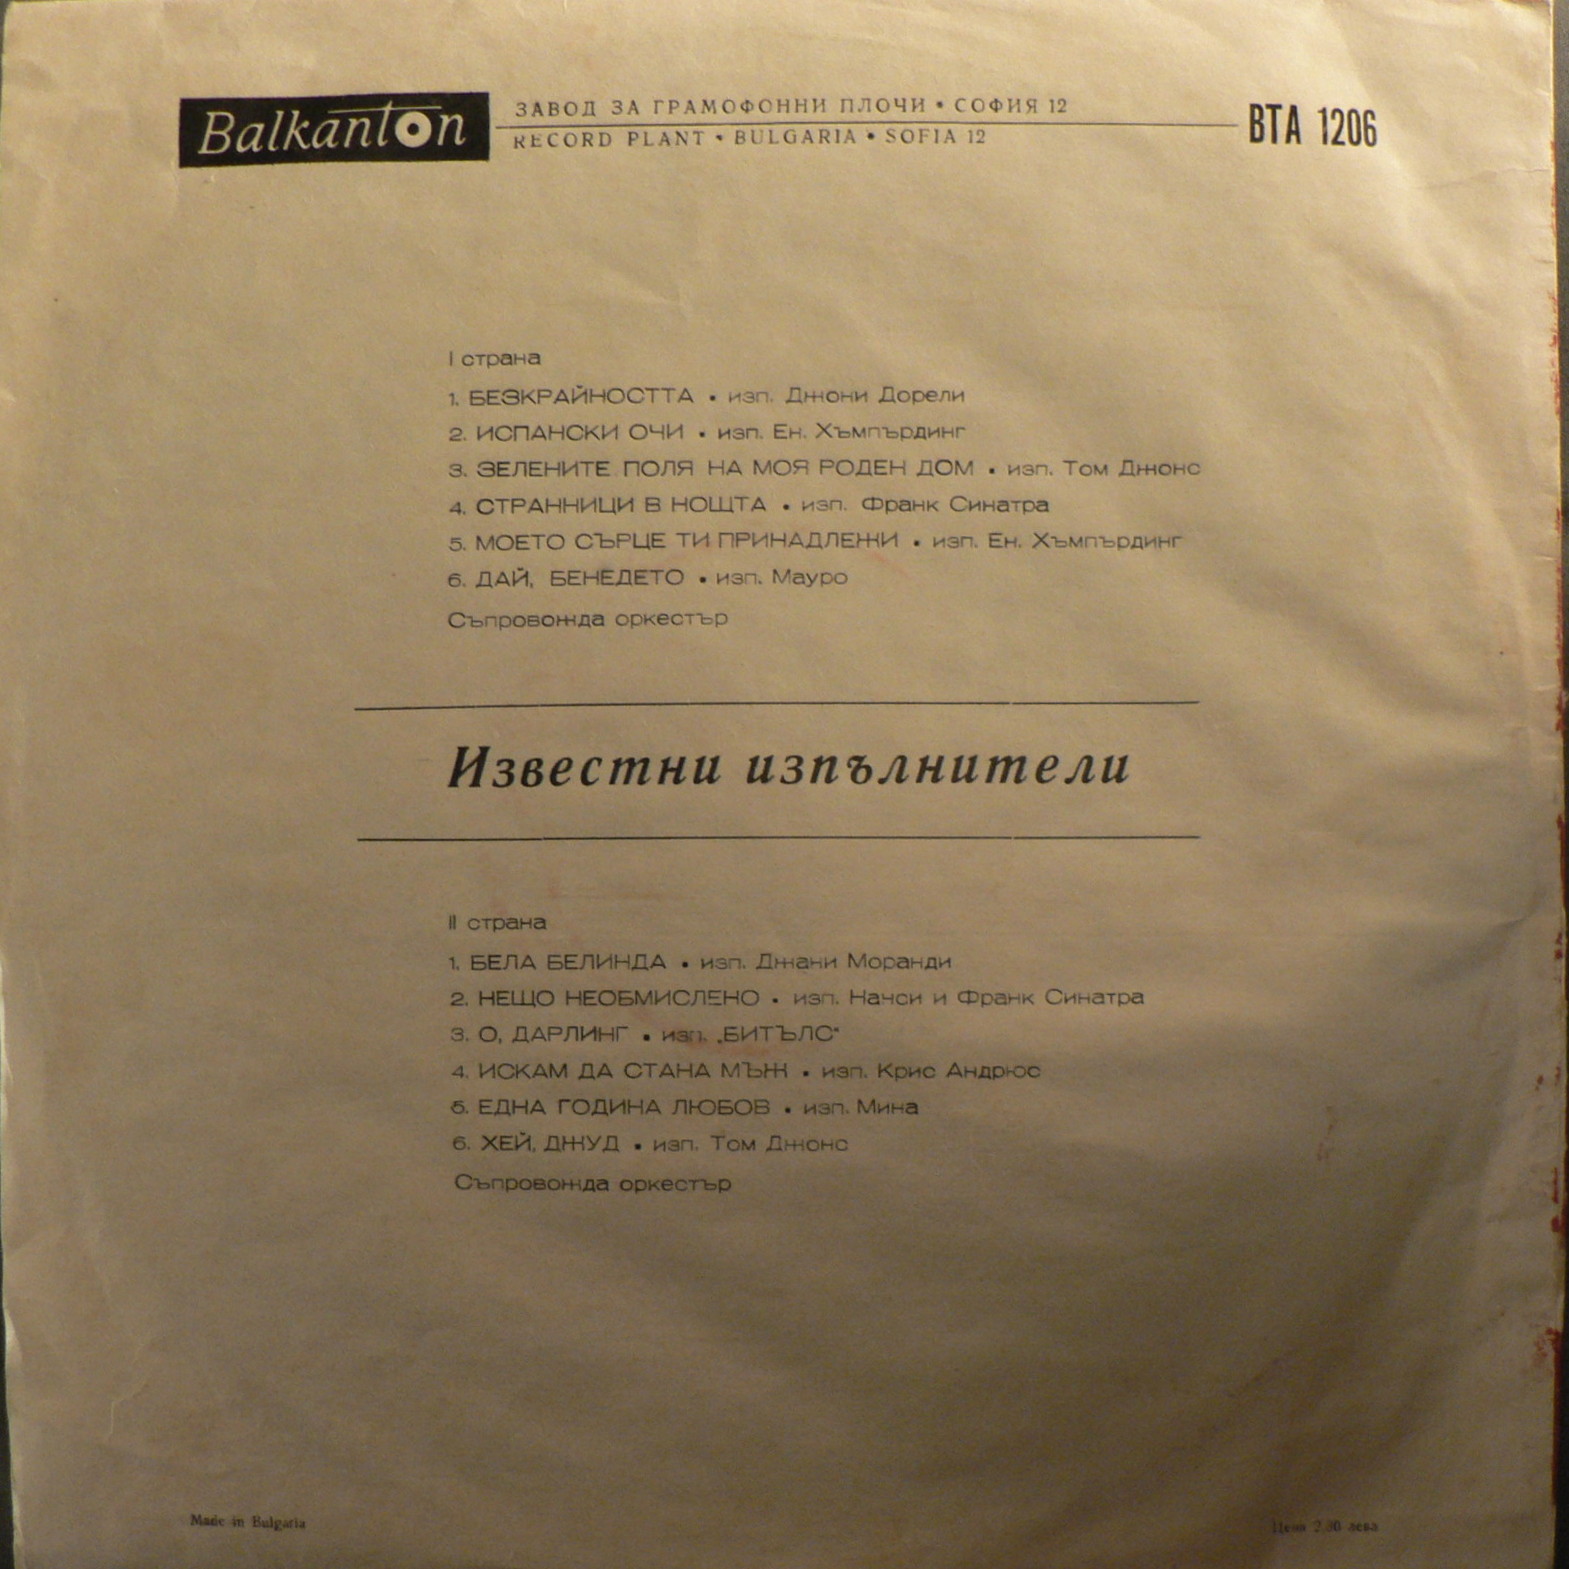 Balkanton
ЗАВОД ЗА ГРАМОФОННИ ПЛОЧИ • СОФИЯ 12
RECORD PLANT • BULGARIA • SOFIA 12
ВТА 1206
I страна
1. БЕЗКРАЙНОСТТА • изп. Джони Дорели
2. ИСПАНСКИ ОЧИ • изп. Ен. Хъмпърдинг
3. ЗЕЛЕНИТЕ ПОЛЯ НА МОЯ РОДЕН ДОМ • изп. Том Джонс
4. СТРАННИЦИ В НОЩТА • изп. Франк Синатра
5. МОЕТО СЪРЦЕ ТИ ПРИНАДЛЕЖИ • изп. Ен. Хъмпърдинг
6. ДАЙ, БЕНЕДЕТО • изп. Мауро
Съпровожда оркестър
Известни изпълнители
II страна
1. БЕЛА БЕЛИНДА • изп. Джани Моранди
2. НЕЩО НЕОБМИСЛЕНО • изп. Нанси и Франк Синатра
3. О, ДАРЛИНГ • изп. „БИТЪЛС“
4. ИСКАМ ДА СТАНА МЪЖ • изп. Крис Андрюс
5. ЕДНА ГОДИНА ЛЮБОВ • изп. Мина
6. ХЕЙ, ДЖУД • изп. Том Джонс
Съпровожда оркестър
Made in Bulgaria
Цена лева